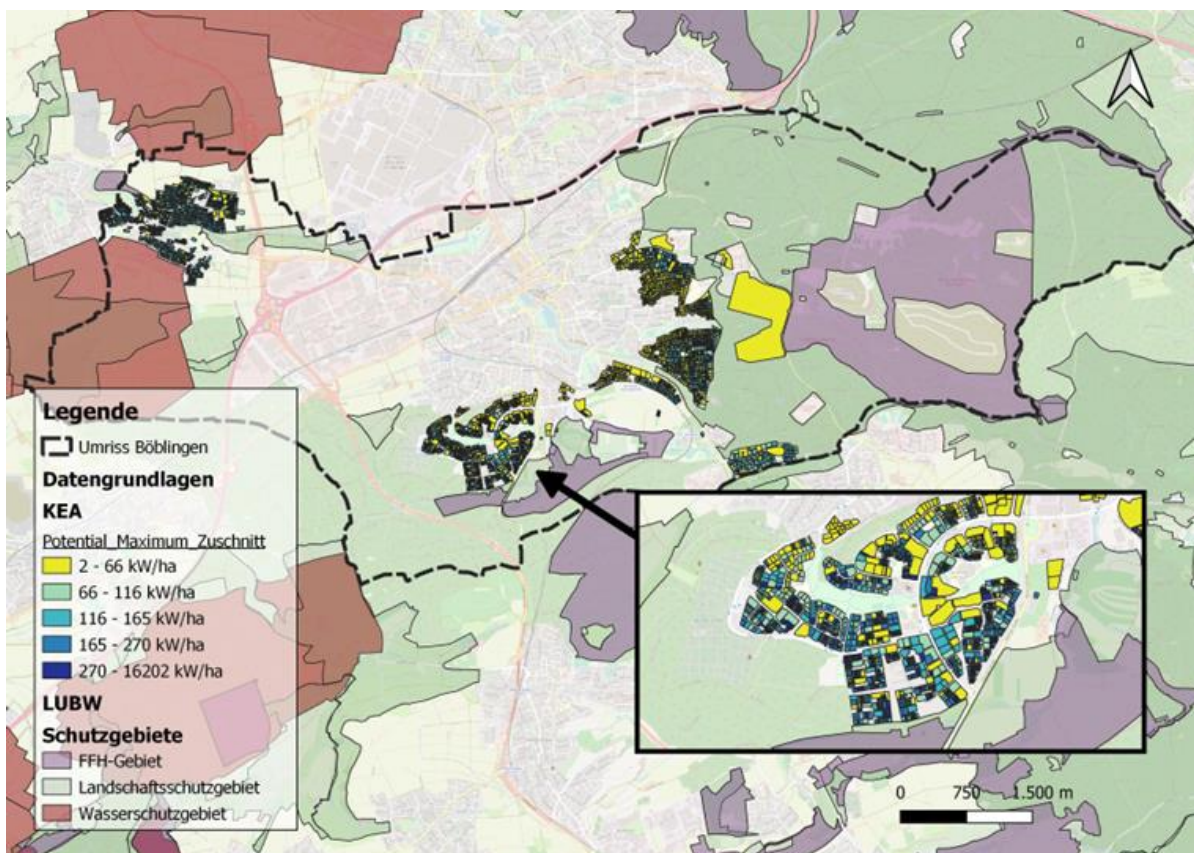 Legende
Umriss Böblingen
Datengrundlagen
KEA
Potential_Maximum_Zuschnitt
2 - 66 kW/ha
66 - 116 kW/ha
116 - 165 kW/ha
165 - 270 kW/ha
270 - 16202 kW/ha
LUBW
Schutzgebiete
FFH-Gebiet
Landschaftsschutzgebiet
Wasserschutzgebiet
0 750 1.500 m